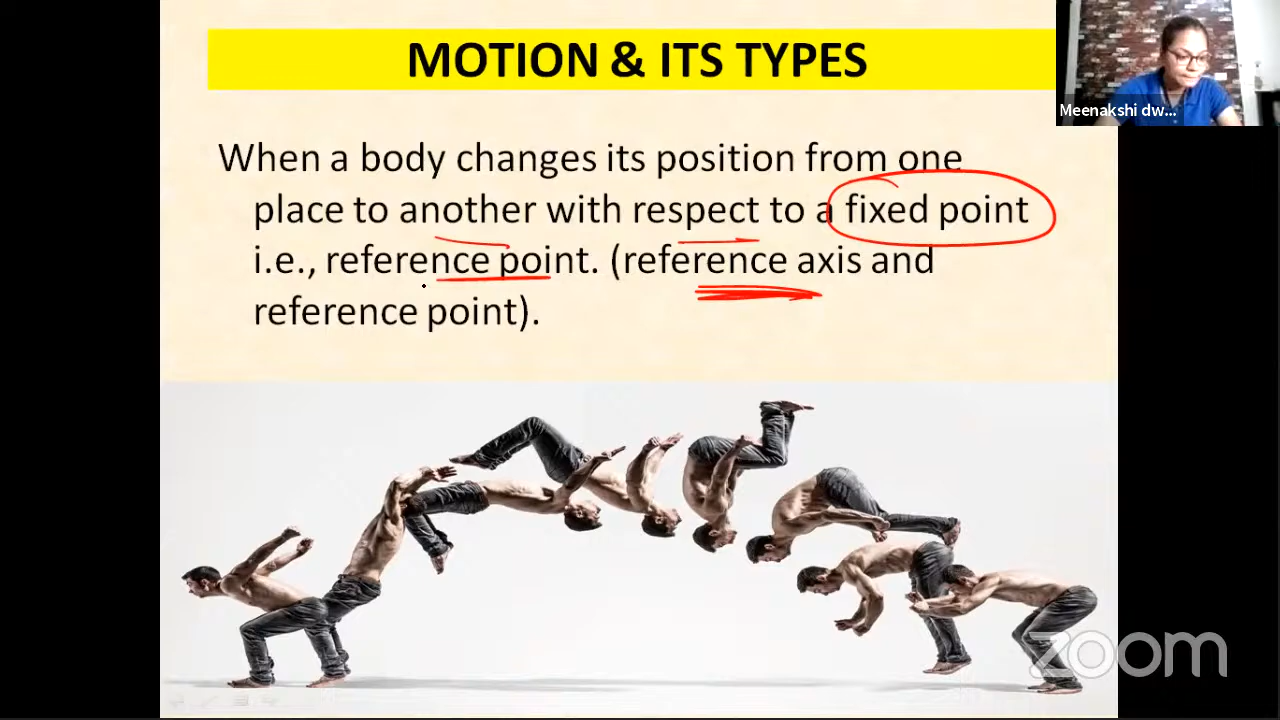 MOTION & ITS TYPES
Meenakshi dw...
When a body changes its position from one
place to another with respect to a fixed point
i.e., reference point. (reference axis and
reference point).
zoom